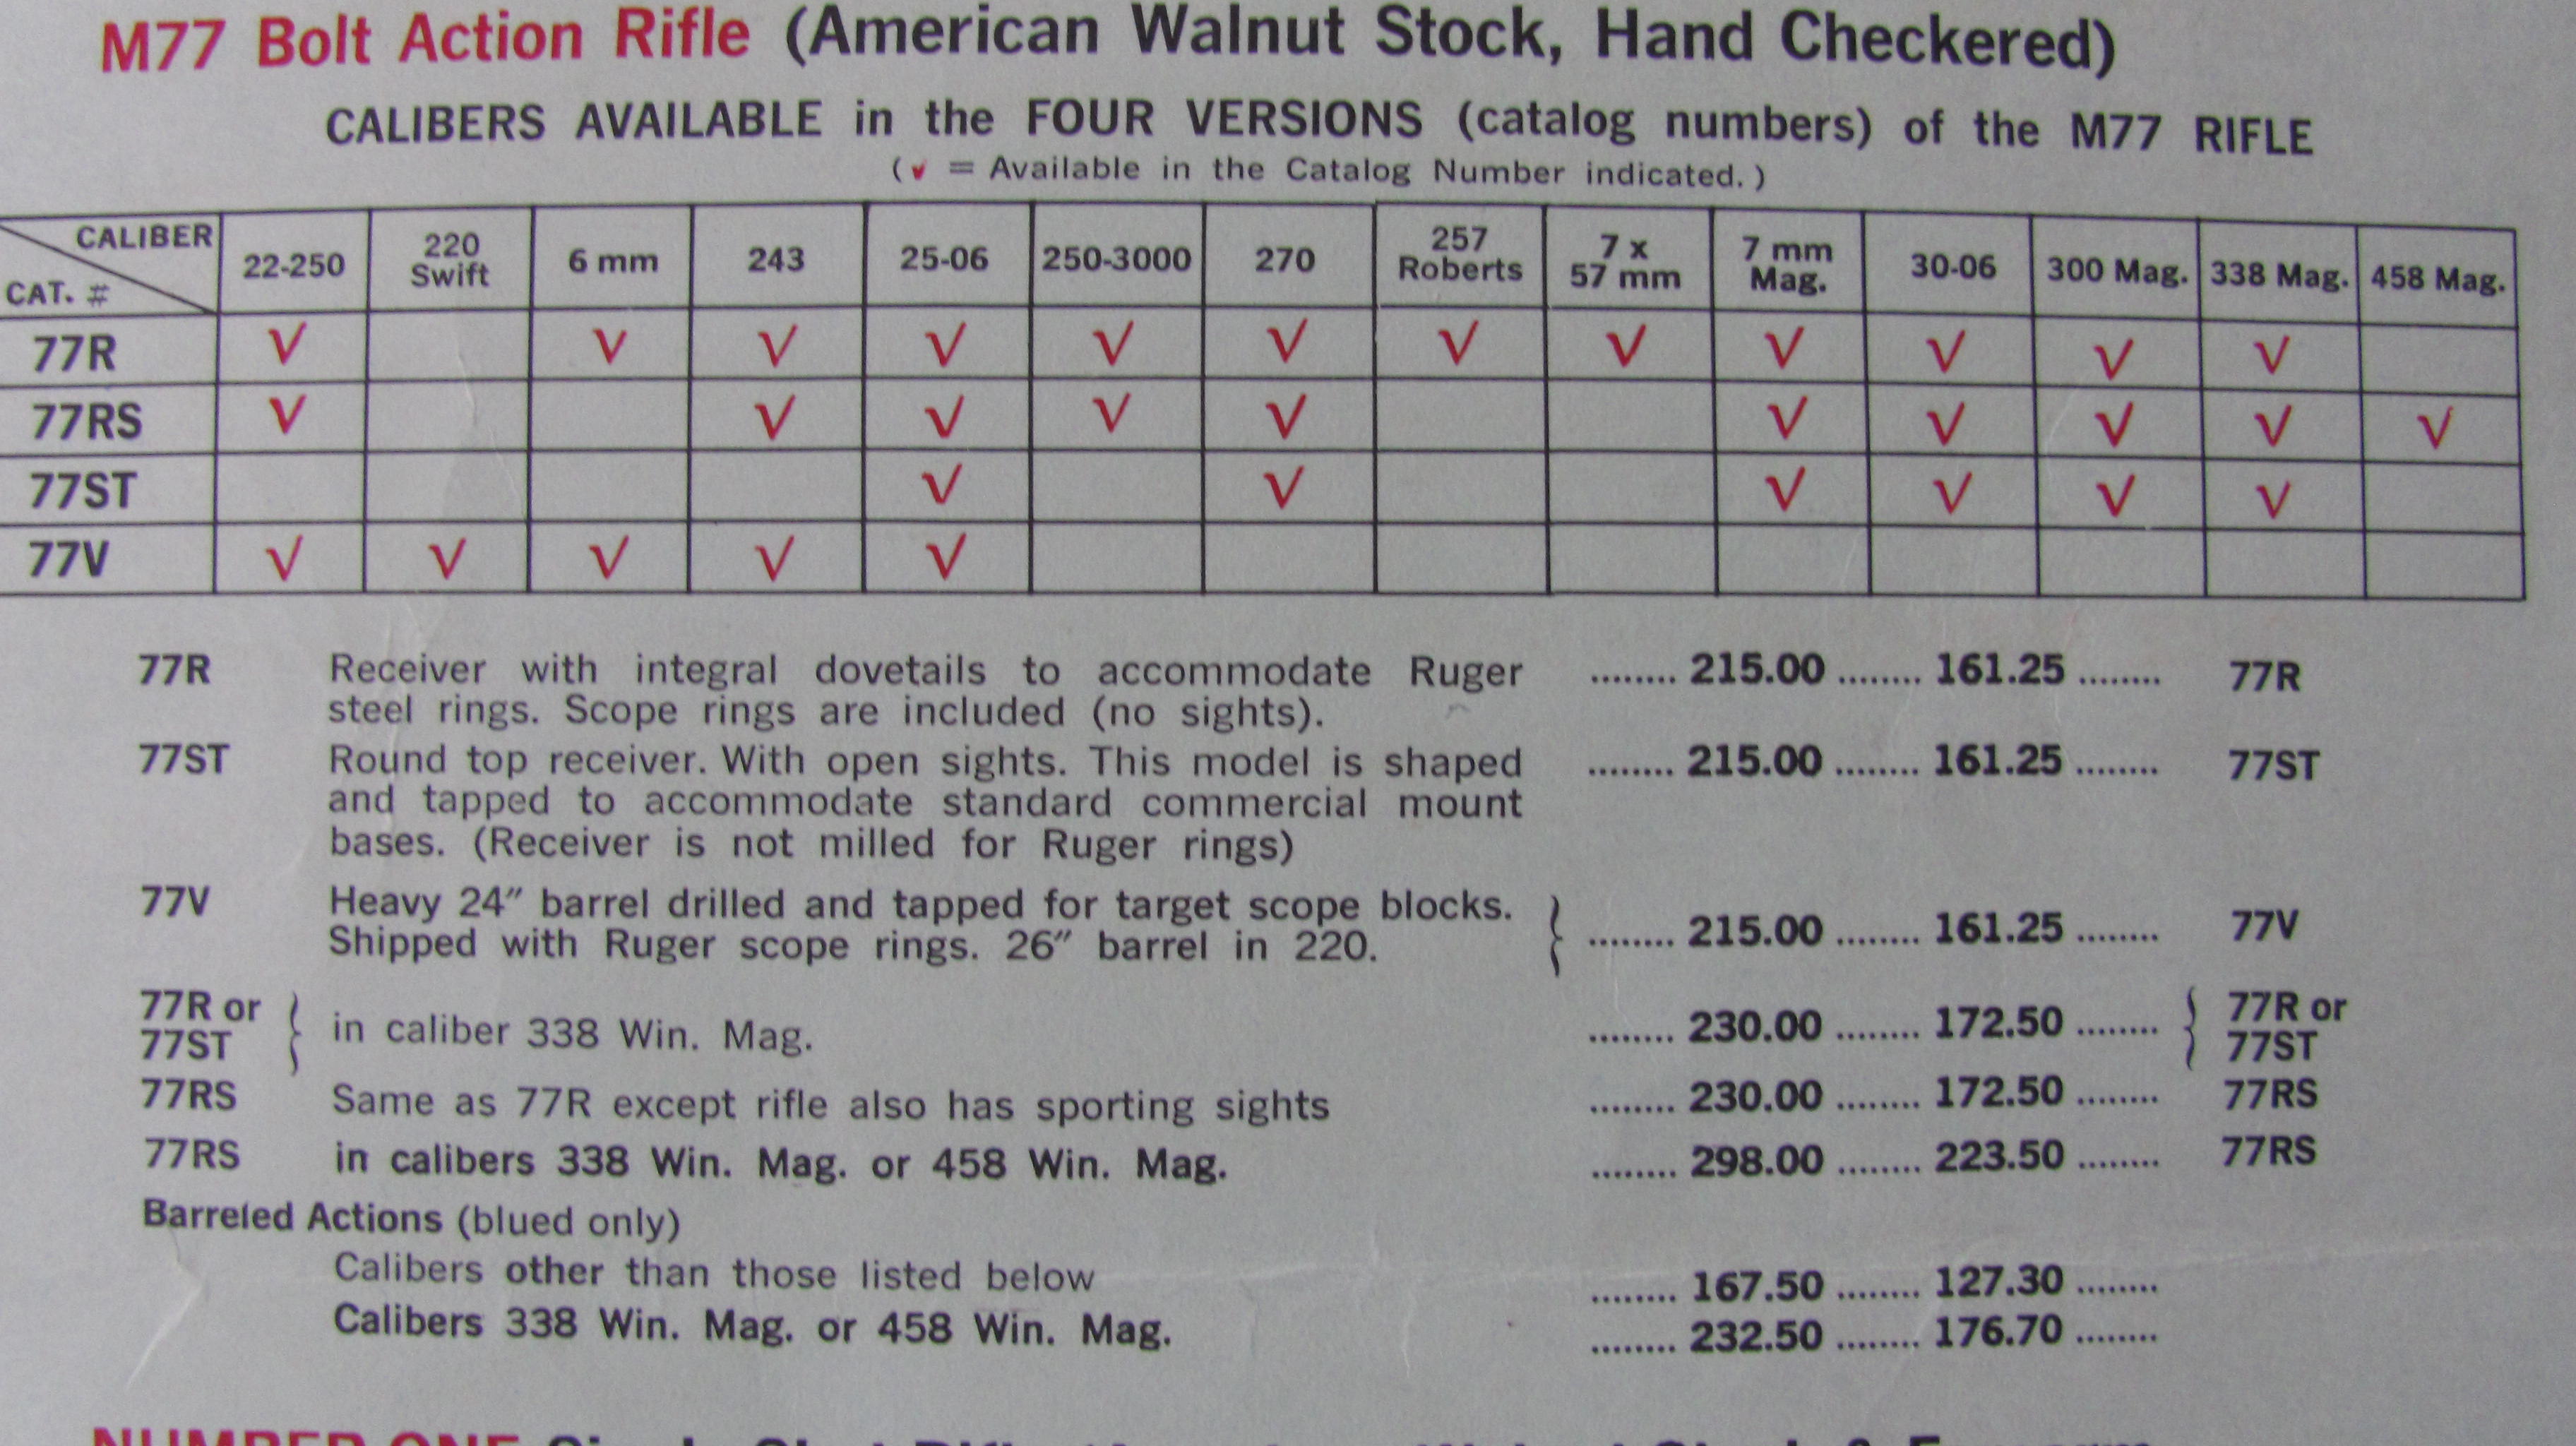 M77 Bolt Action Rifle (American Walnut Stock, Hand Checkered)
CALIBERS AVAILABLE in the FOUR VERSIONS (catalog numbers) of the M77 RIFLE
(✓ = Available in the Catalog Number indicated.)
CALIBER CAT. # 22-250 220 Swift 6 mm 243 25-06 250-3000 270 257 Roberts 7 x 57 mm 7 mm Mag. 30-06 300 Mag. 338 Mag. 458 Mag.
77R ✓ ✓ ✓ ✓ ✓ ✓ ✓ ✓ ✓ ✓ ✓ ✓
77RS ✓ ✓ ✓ ✓ ✓ ✓ ✓ ✓ ✓ ✓
77ST ✓ ✓ ✓ ✓ ✓ ✓
77V ✓ ✓ ✓ ✓ ✓
77R Receiver with integral dovetails to accommodate Ruger ........ 215.00 ........ 161.25 ........ 77R
steel rings. Scope rings are included (no sights).
77ST Round top receiver. With open sights. This model is shaped ........ 215.00 ........ 161.25 ........ 77ST
and tapped to accommodate standard commercial mount
bases. (Receiver is not milled for Ruger rings)
77V Heavy 24″ barrel drilled and tapped for target scope blocks. ........ 215.00 ........ 161.25 ........ 77V
Shipped with Ruger scope rings. 26″ barrel in 220.
77R or 77ST } in caliber 338 Win. Mag. ........ 230.00 ........ 172.50 ........ { 77R or 77ST
77RS Same as 77R except rifle also has sporting sights ........ 230.00 ........ 172.50 ........ 77RS
77RS in calibers 338 Win. Mag. or 458 Win. Mag. ........ 298.00 ........ 223.50 ........ 77RS
Barreled Actions (blued only)
Calibers other than those listed below ........ 167.50 ........ 127.30 ........
Calibers 338 Win. Mag. or 458 Win. Mag. ........ 232.50 ........ 176.70 ........
NUMBER ONE